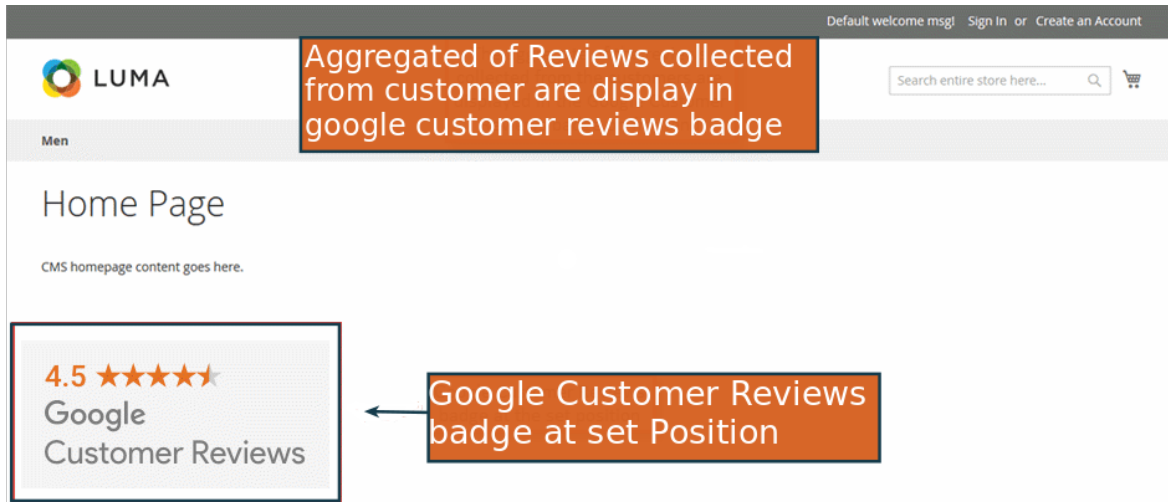 Default welcome msg! Sign In or Create an Account
LUMA
Aggregated of Reviews collected
from customer are display in
google customer reviews badge
Search entire store here...
Men
Home Page
CMS homepage content goes here.
4.5
Google
Customer Reviews
Google Customer Reviews
badge at set Position